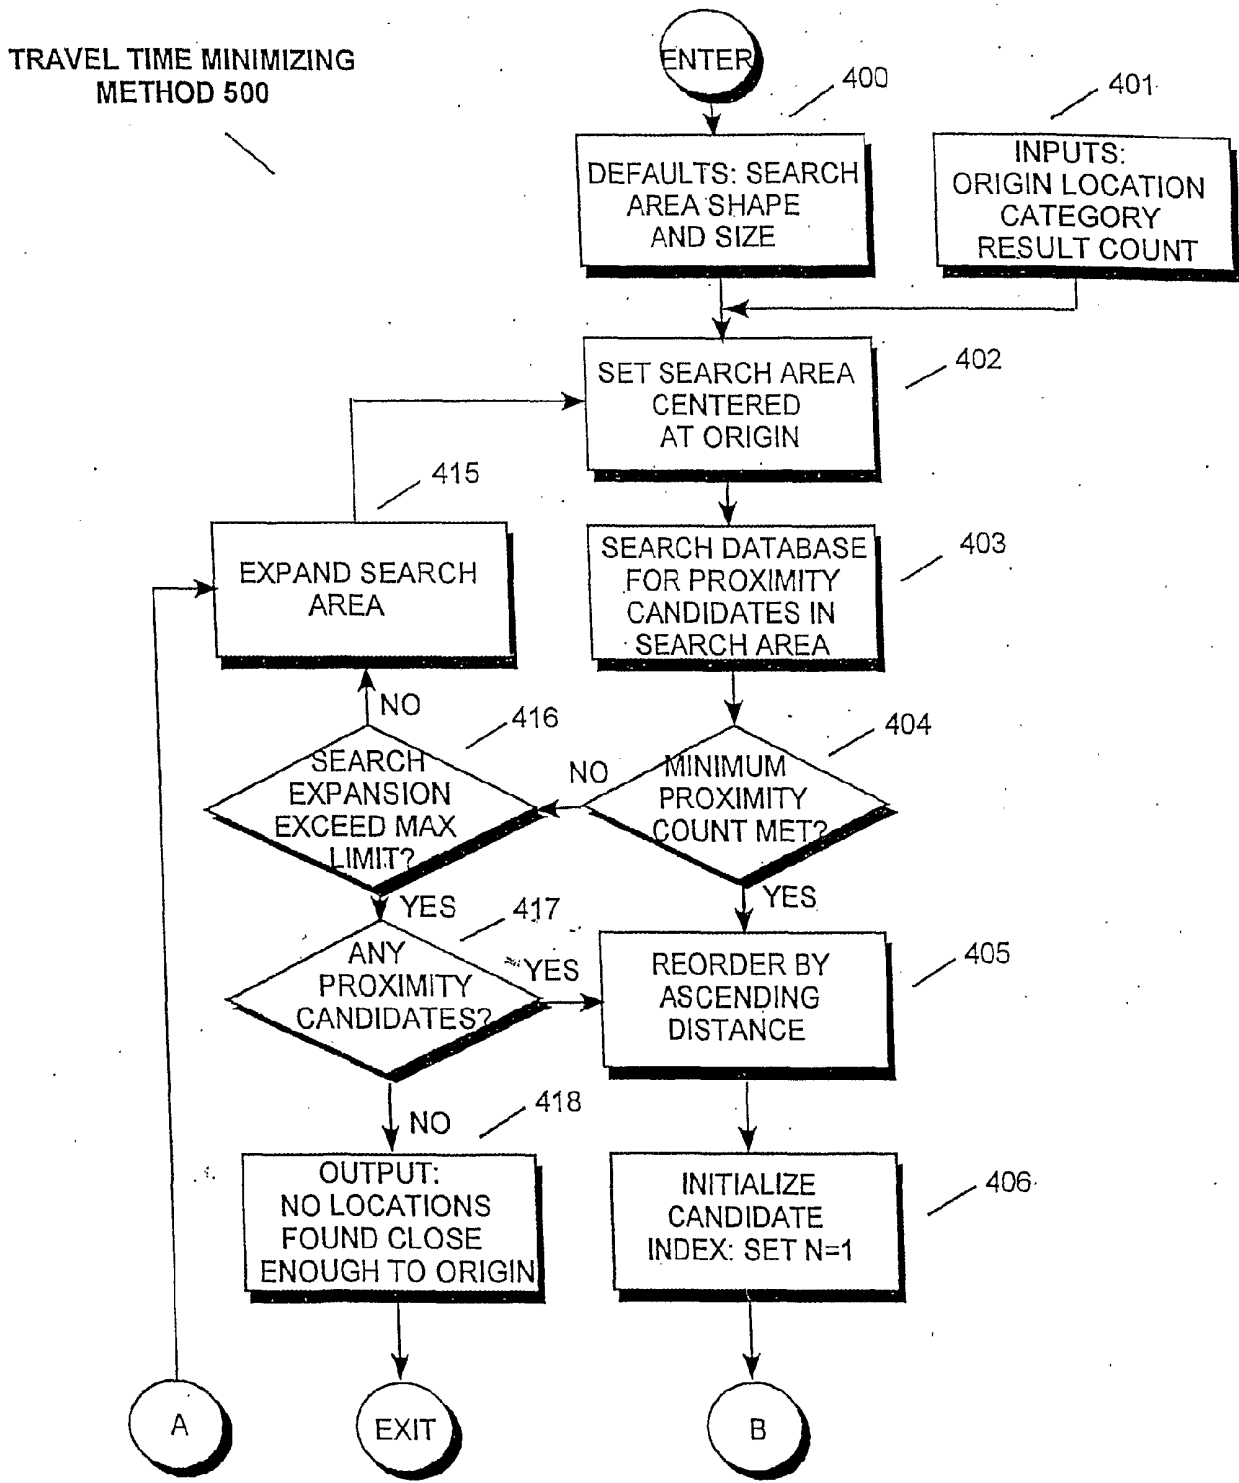 TRAVEL TIME MINIMIZING
METHOD 500
ENTER
400
401
DEFAULTS: SEARCH
AREA SHAPE
AND SIZE
INPUTS:
ORIGIN LOCATION
CATEGORY
RESULT COUNT
402
SET SEARCH AREA
CENTERED
AT ORIGIN
415
EXPAND SEARCH
AREA
403
SEARCH DATABASE
FOR PROXIMITY
CANDIDATES IN
SEARCH AREA
NO
416
SEARCH
EXPANSION
EXCEED MAX
LIMIT?
NO
404
MINIMUM
PROXIMITY
COUNT MET?
YES
YES
417
ANY
PROXIMITY
CANDIDATES?
YES
405
REORDER BY
ASCENDING
DISTANCE
NO
418
OUTPUT:
NO LOCATIONS
FOUND CLOSE
ENOUGH TO ORIGIN
406
INITIALIZE
CANDIDATE
INDEX: SET N=1
A
EXIT
B